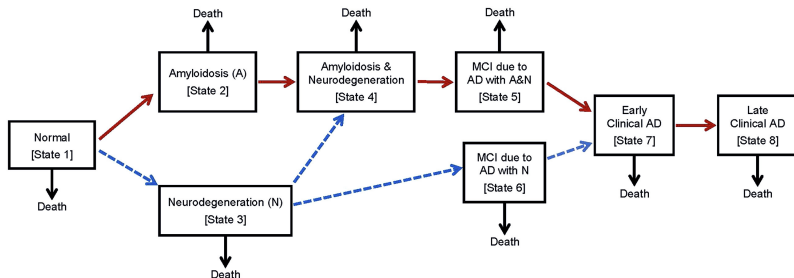 Death
Death
Death
Amyloidosis (A)
[State 2]
Amyloidosis &
Neurodegeneration
[State 4]
MCI due to
AD with A&N
[State 5]
Normal
[State 1]
Early
Clinical AD
[State 7]
Late
Clinical AD
[State 8]
MCI due to
AD with N
[State 6]
Neurodegeneration (N)
[State 3]
Death
Death
Death
Death
Death